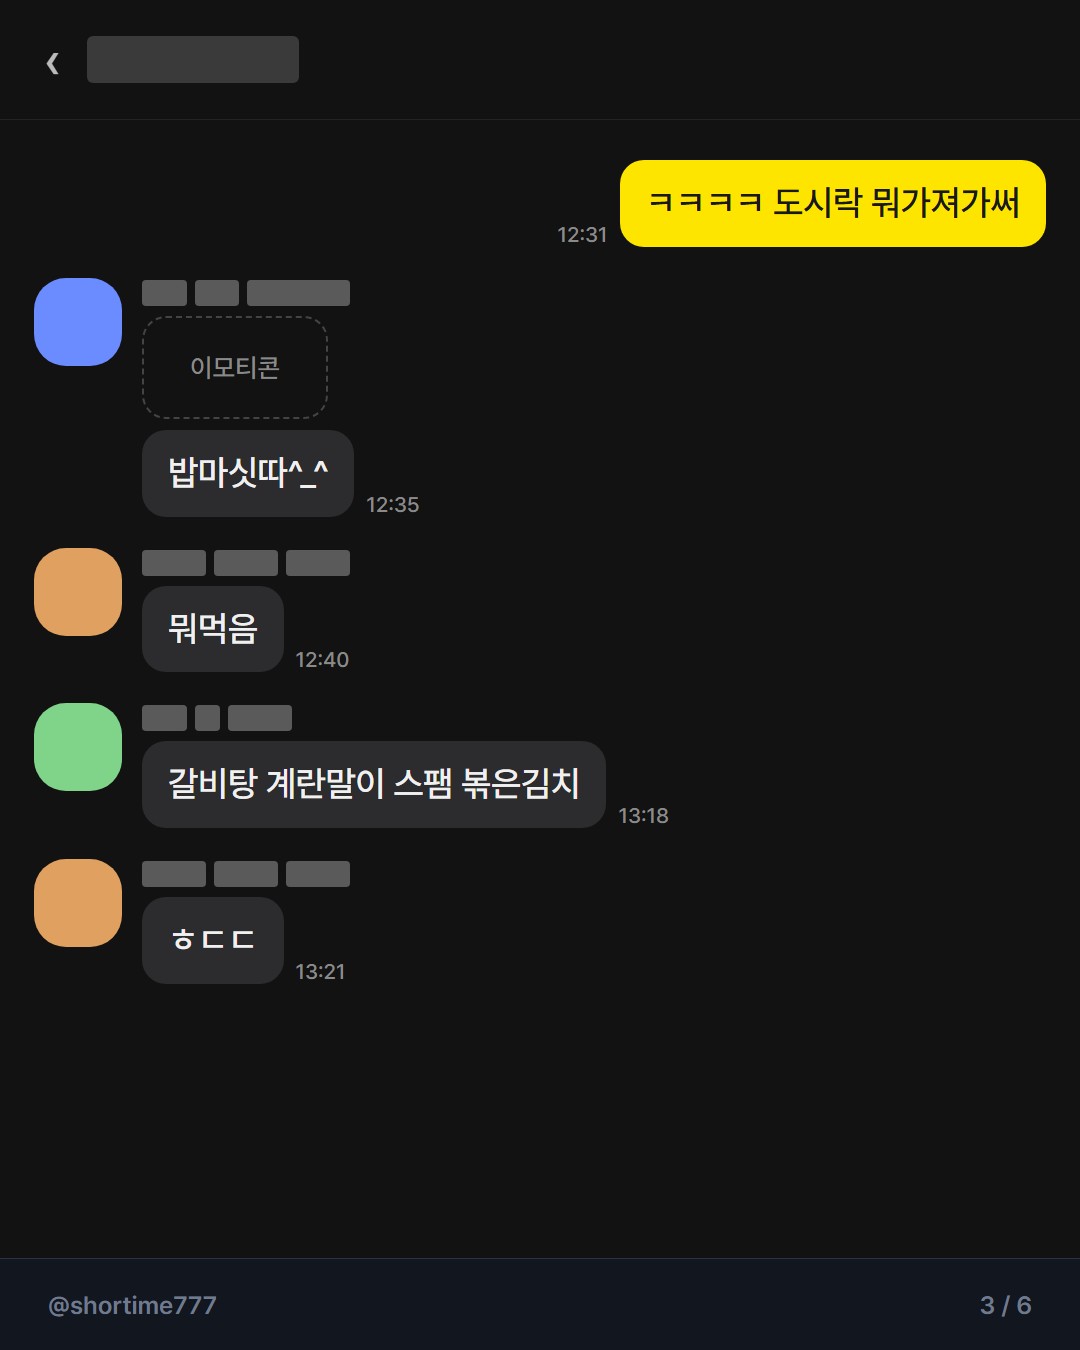 ㅋㅋㅋㅋ 도시락 뭐가져가써
12:31
이모티콘
밥마싯따^_^
12:35
뭐먹음
12:40
갈비탕 계란말이 스팸 볶은김치
13:18
ㅎㄷㄷ
13:21
@shortime777
3 / 6